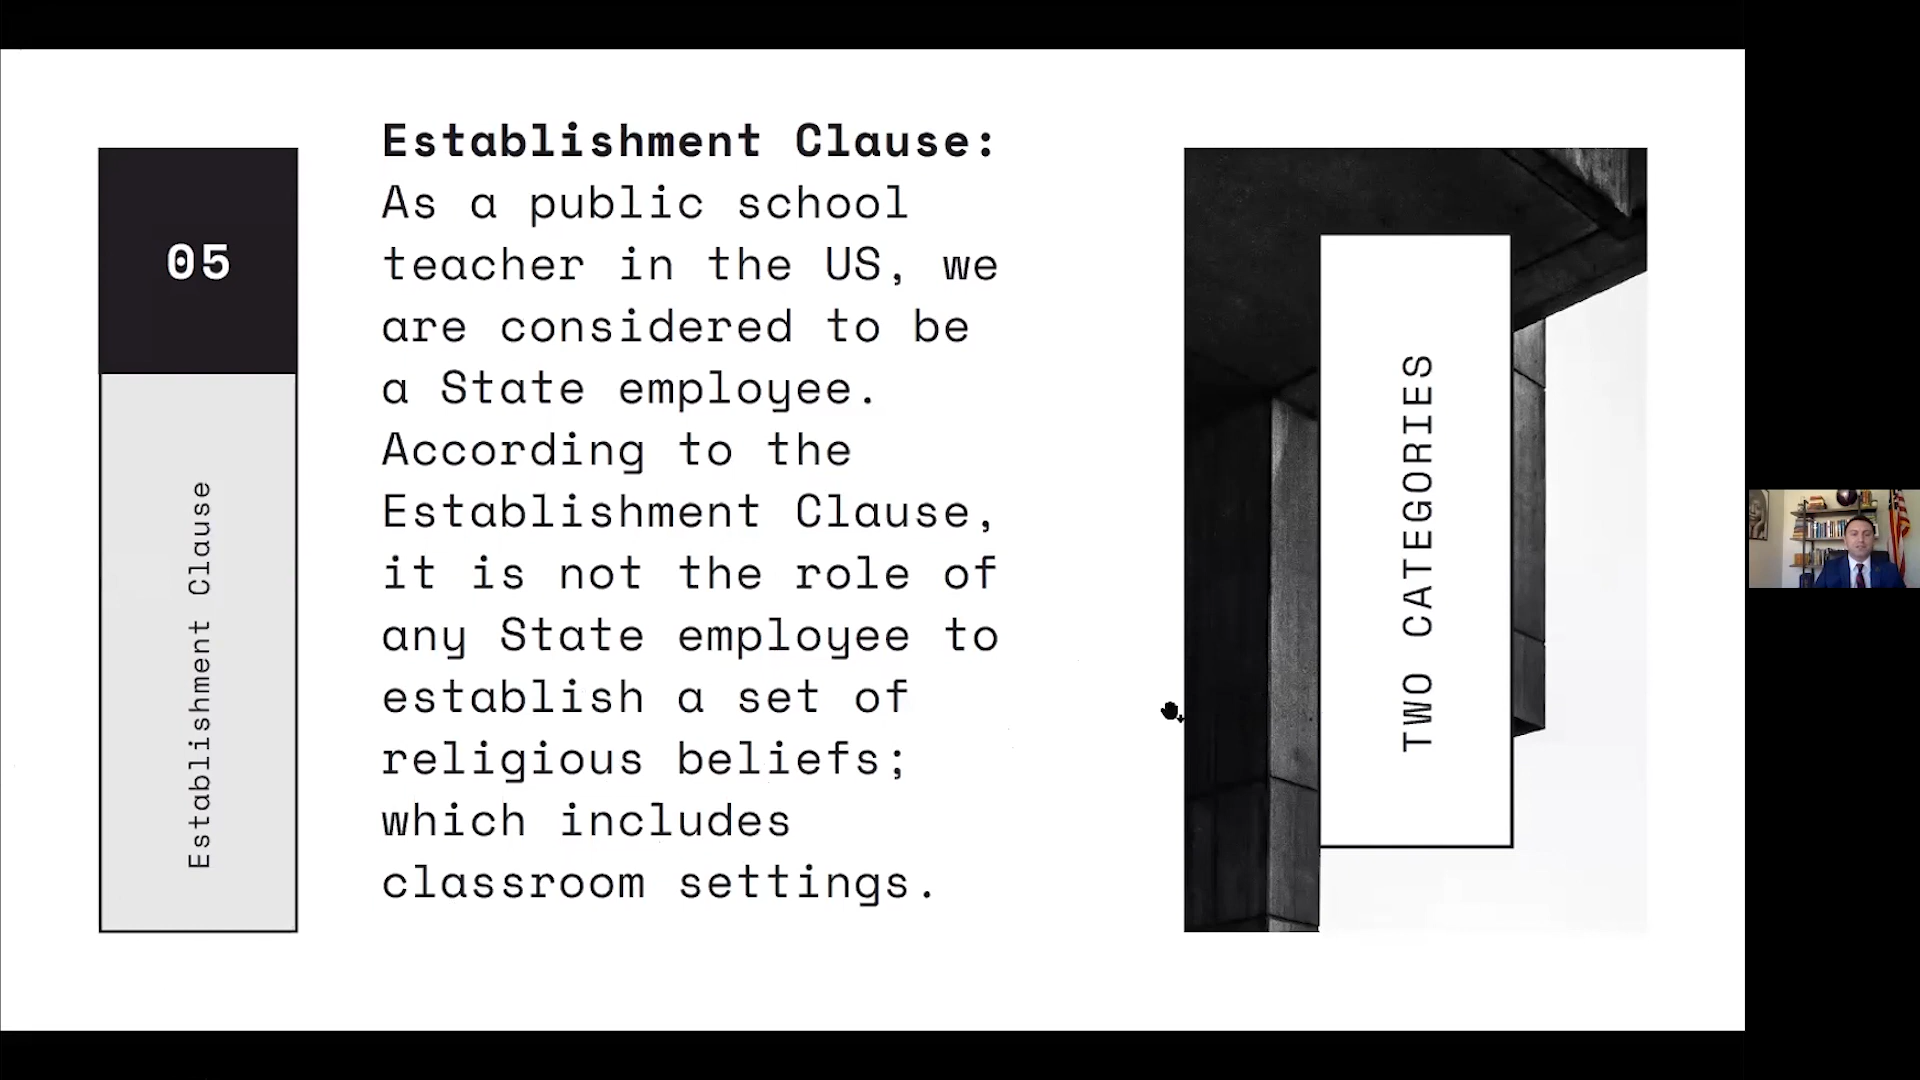 05
Establishment Clause
Establishment Clause:
As a public school
teacher in the US, we
are considered to be
a State employee.
According to the
Establishment Clause,
it is not the role of
any State employee to
establish a set of
religious beliefs;
which includes
classroom settings.
TWO CATEGORIES